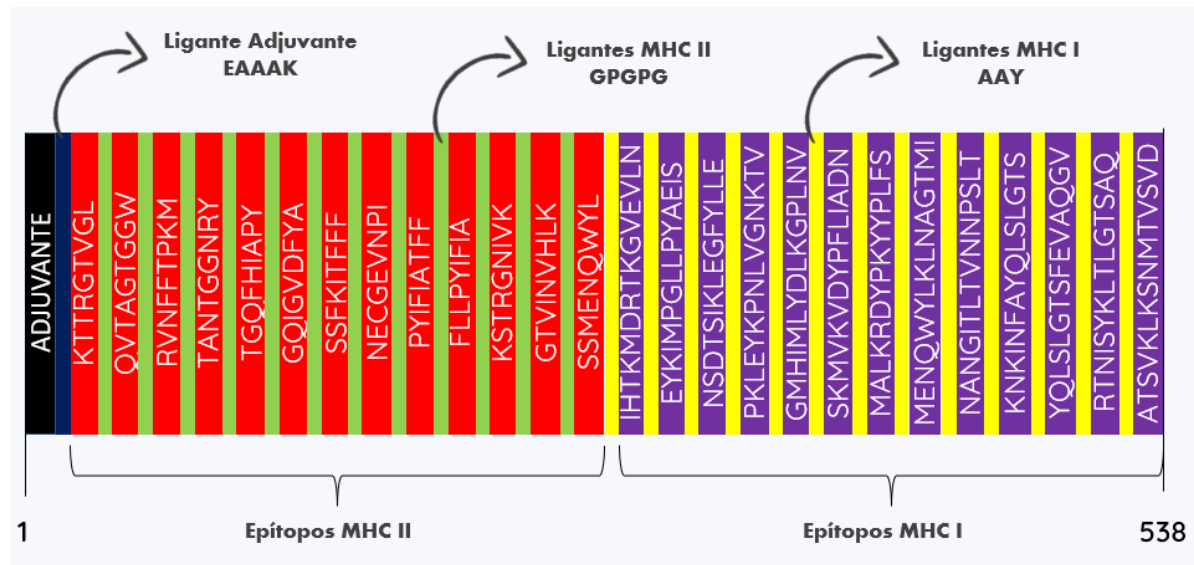 Ligante Adjuvante
EAAAK
Ligantes MHC II
GPGPG
Ligantes MHC I
AAY
ADJUVANTE
KTTRGTVGL
QVTAGTGGW
RVNFFTPKM
TANTGGNRY
TGQFHIAPY
GQIGVDFYA
SSFKITFFF
NECGEVNPI
PYIFIATFF
FLLPYIFIA
KSTRGNIVK
GTVINVHLK
SSMENQWYL
IHTKMDRTKGVEVLN
EYKIMPGLLPYAEIS
NSDTSIKLEGFYLLE
PKLEYKPNLVGNKTV
GMHIMLYDLKGPLNV
SKMVKVDYPFLIADN
MALKRDYPKYYPLFS
MENQWYLKLNAGTMI
NANGITLTVNNPSLT
KNKINFAYQLSLGTS
YQLSLGTSFEVAQGV
RTNISYKLTLGTSAQ
ATSVKLKSNMTVSVD
1
Epítopos MHC II
Epítopos MHC I
538